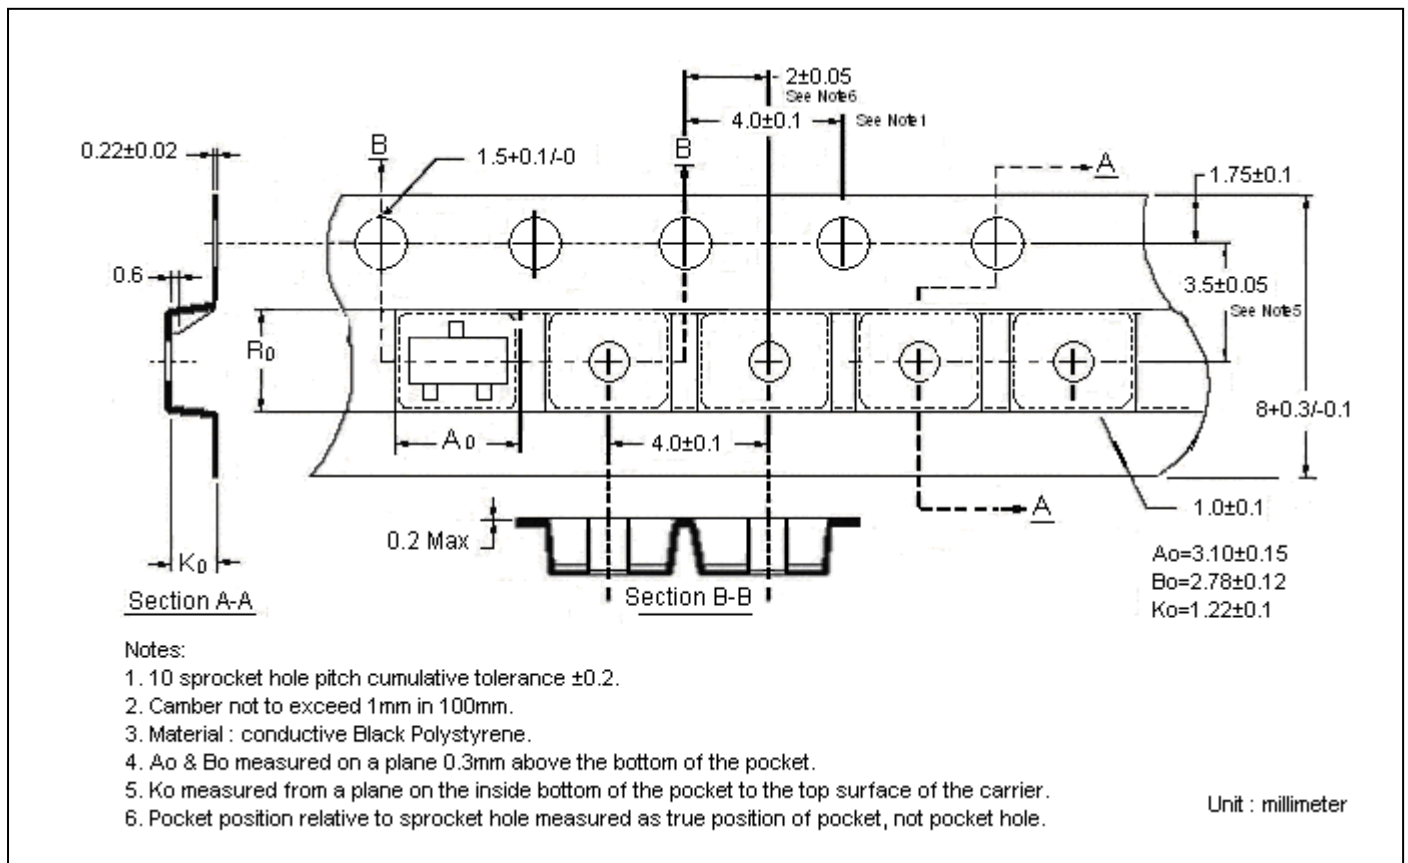 2±0.05
See Note6
4.0±0.1
See Note1
B
B
A
0.22±0.02
1.5+0.1/-0
1.75±0.1
0.6
3.5±0.05
See Note5
R0
8+0.3/-0.1
A0
4.0±0.1
A
1.0±0.1
0.2 Max
K0
Section A-A
Section B-B
Ao=3.10±0.15
Bo=2.78±0.12
Ko=1.22±0.1
Notes:
1. 10 sprocket hole pitch cumulative tolerance ±0.2.
2. Camber not to exceed 1mm in 100mm.
3. Material : conductive Black Polystyrene.
4. Ao & Bo measured on a plane 0.3mm above the bottom of the pocket.
5. Ko measured from a plane on the inside bottom of the pocket to the top surface of the carrier.
6. Pocket position relative to sprocket hole measured as true position of pocket, not pocket hole.
Unit : millimeter